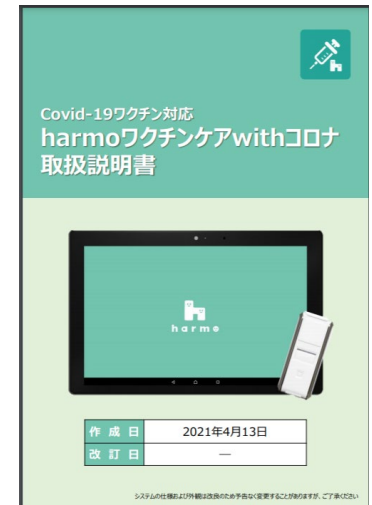 Covid-19ワクチン対応
harmoワクチンケアwithコロナ
取扱説明書
harmo
作成日 2021年4月13日
改訂日 ―
システムの仕様および外観は改良のため予告なく変更することがありますが、ご了承ください